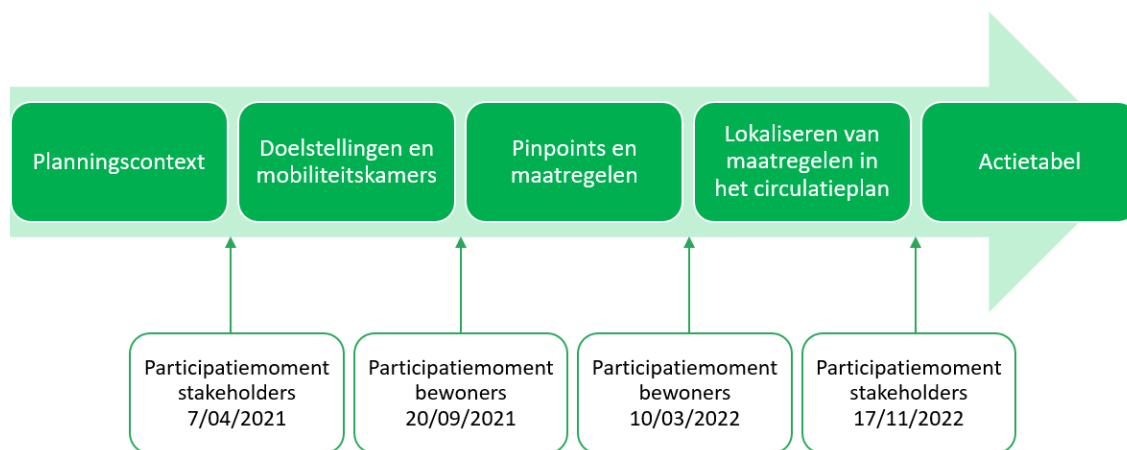 Planningscontext
Doelstellingen en
mobiliteitskamers
Pinpoints en
maatregelen
Lokaliseren van
maatregelen in
het circulatieplan
Actietabel
Participatiemoment
stakeholders
7/04/2021
Participatiemoment
bewoners
20/09/2021
Participatiemoment
bewoners
10/03/2022
Participatiemoment
stakeholders
17/11/2022